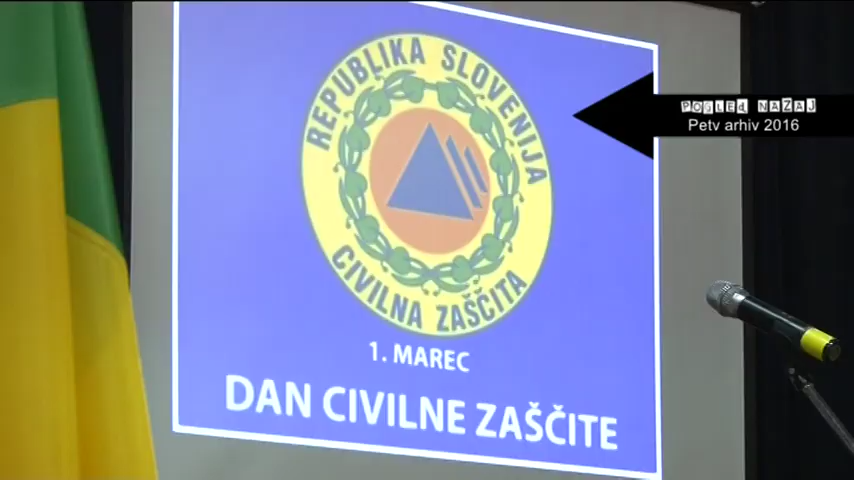 REPUBLIKA SLOVENIJA
CIVILNA ZAŠČITA
1. MAREC
DAN CIVILNE ZAŠČITE
POGLED NAZAJ
Petv arhiv 2016